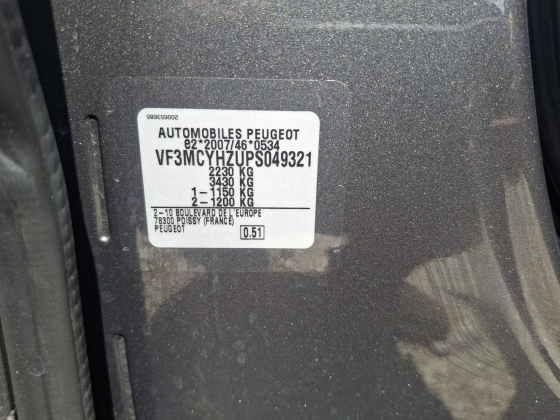 200653685
AUTOMOBILES PEUGEOT
e2*2007/46*0534
VF3MCYHZUPS049321
2230 KG
3430 KG
1-1150 KG
2-1200 KG
2-10 BOULEVARD DE L'EUROPE
78300 POISSY (FRANCE)
PEUGEOT
0.51